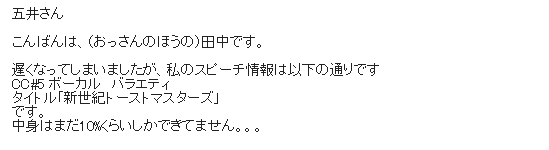 五井さん
こんばんは、（おっさんのほうの）田中です。
遅くなってしまいましたが、私のスピーチ情報は以下の通りです
CC#5 ボーカル　バラエティ
タイトル「新世紀トーストマスターズ」
です。
中身はまだ10%くらいしかできてません。。。